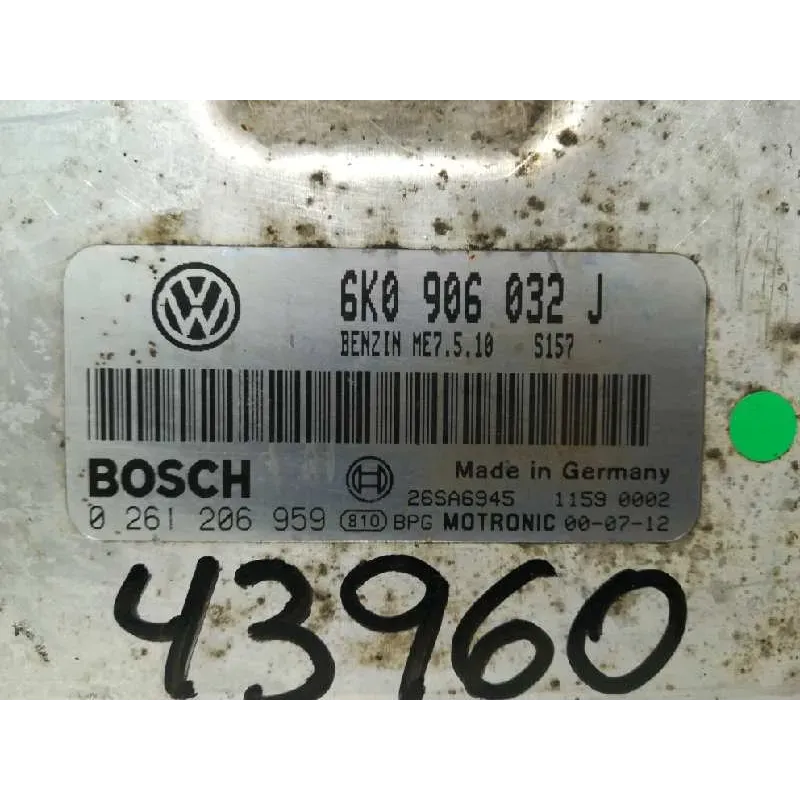 6K0 906 032 J
BENZIN ME7.5.10 S157
BOSCH
Made in Germany
26SA6945 1159 0002
0 261 206 959 810 BPG MOTRONIC 00-07-12
43960